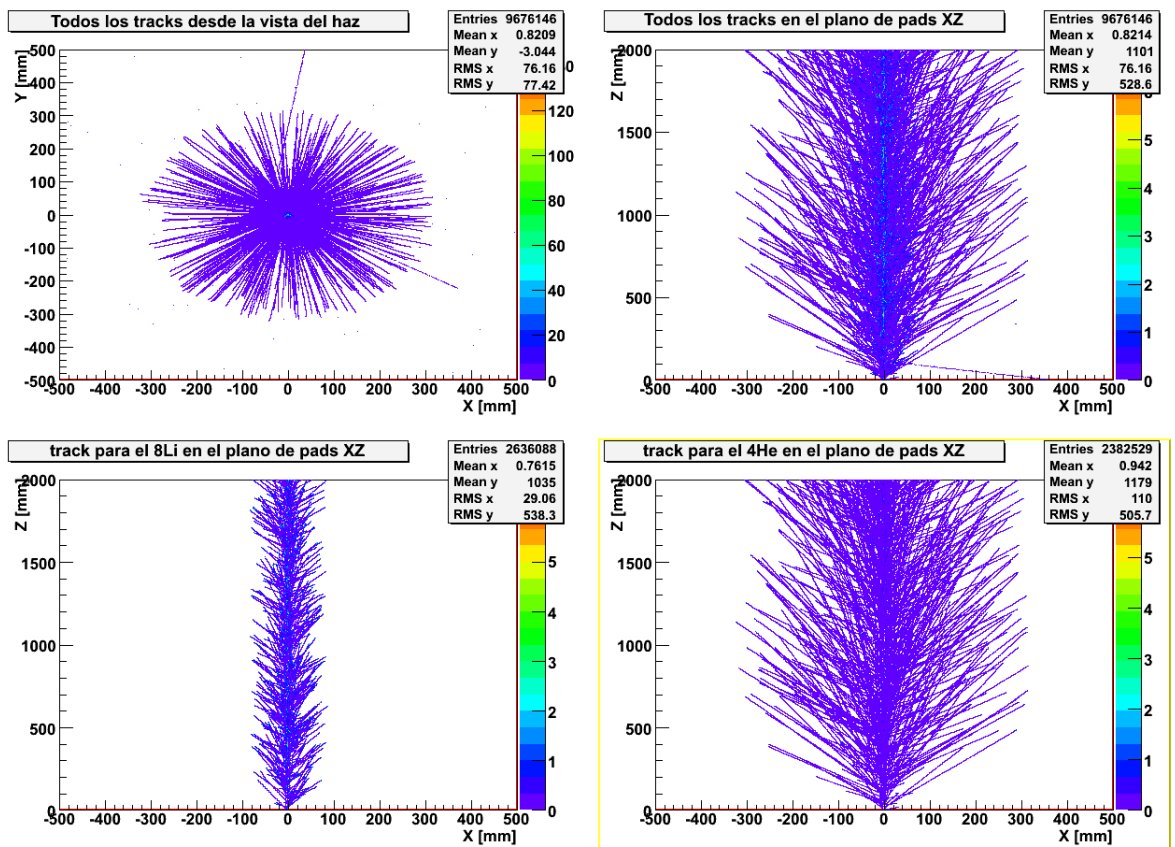 Todos los tracks desde la vista del haz
Entries 9676146
Mean x 0.8209
Mean y -3.044
RMS x 76.16
RMS y 77.42
Y [mm]
500
400
300
200
100
0
-100
-200
-300
-400
-500
-500 -400 -300 -200 -100 0 100 200 300 400 500
X [mm]
120
100
80
60
40
20
0
Todos los tracks en el plano de pads XZ
Entries 9676146
Mean x 0.8214
Mean y 1101
RMS x 76.16
RMS y 528.6
Z [mm]
2000
1500
1000
500
0
-500 -400 -300 -200 -100 0 100 200 300 400 500
X [mm]
6
5
4
3
2
1
0
track para el 8Li en el plano de pads XZ
Entries 2636088
Mean x 0.7615
Mean y 1035
RMS x 29.06
RMS y 538.3
Z [mm]
2000
1500
1000
500
0
-500 -400 -300 -200 -100 0 100 200 300 400 500
X [mm]
5
4
3
2
1
0
track para el 4He en el plano de pads XZ
Entries 2382529
Mean x 0.942
Mean y 1179
RMS x 110
RMS y 505.7
Z [mm]
2000
1500
1000
500
0
-500 -400 -300 -200 -100 0 100 200 300 400 500
X [mm]
5
4
3
2
1
0